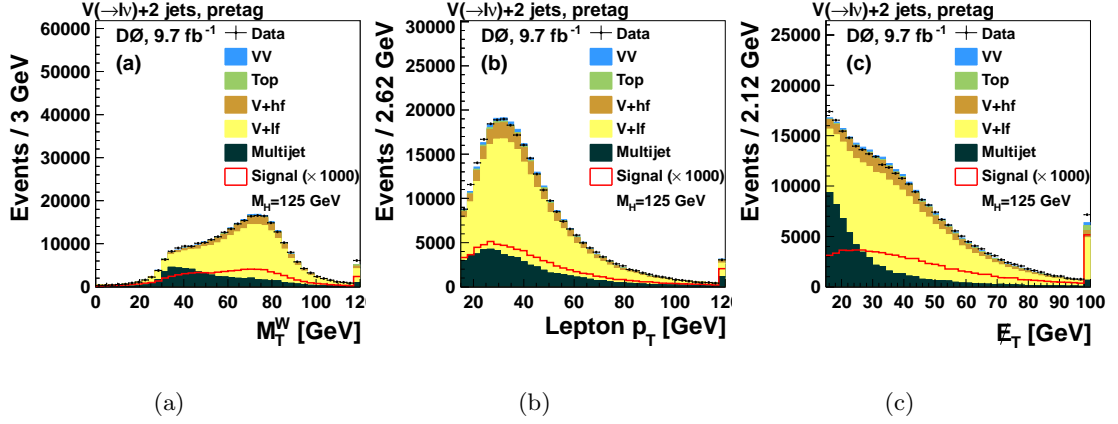 V(→lν)+2 jets, pretag
DØ, 9.7 fb⁻¹
(a)
Data
VV
Top
V+hf
V+lf
Multijet
Signal (×1000)
M_H=125 GeV
Events / 3 GeV
60000
50000
40000
30000
20000
10000
0
0 20 40 60 80 100 120
M_T^W [GeV]
(a)
V(→lν)+2 jets, pretag
DØ, 9.7 fb⁻¹
(b)
Data
VV
Top
V+hf
V+lf
Multijet
Signal (×1000)
M_H=125 GeV
Events / 2.62 GeV
30000
25000
20000
15000
10000
5000
0
20 40 60 80 100 120
Lepton p_T [GeV]
(b)
V(→lν)+2 jets, pretag
DØ, 9.7 fb⁻¹
(c)
Data
VV
Top
V+hf
V+lf
Multijet
Signal (×1000)
M_H=125 GeV
Events / 2.12 GeV
25000
20000
15000
10000
5000
0
20 30 40 50 60 70 80 90 100
E̸_T [GeV]
(c)